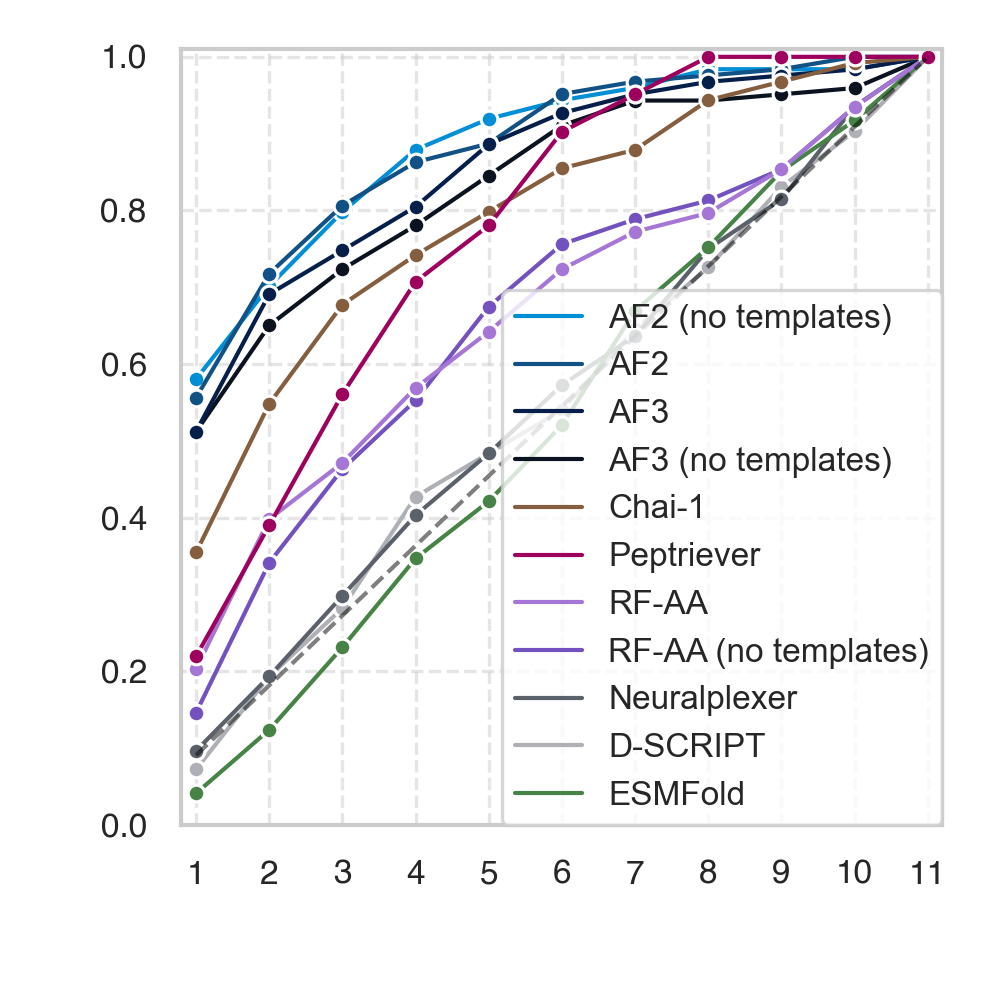 1.0
0.8
0.6
0.4
0.2
0.0
AF2 (no templates)
AF2
AF3
AF3 (no templates)
Chai-1
Peptriever
RF-AA
RF-AA (no templates)
Neuralplexer
D-SCRIPT
ESMFold
1 2 3 4 5 6 7 8 9 10 11